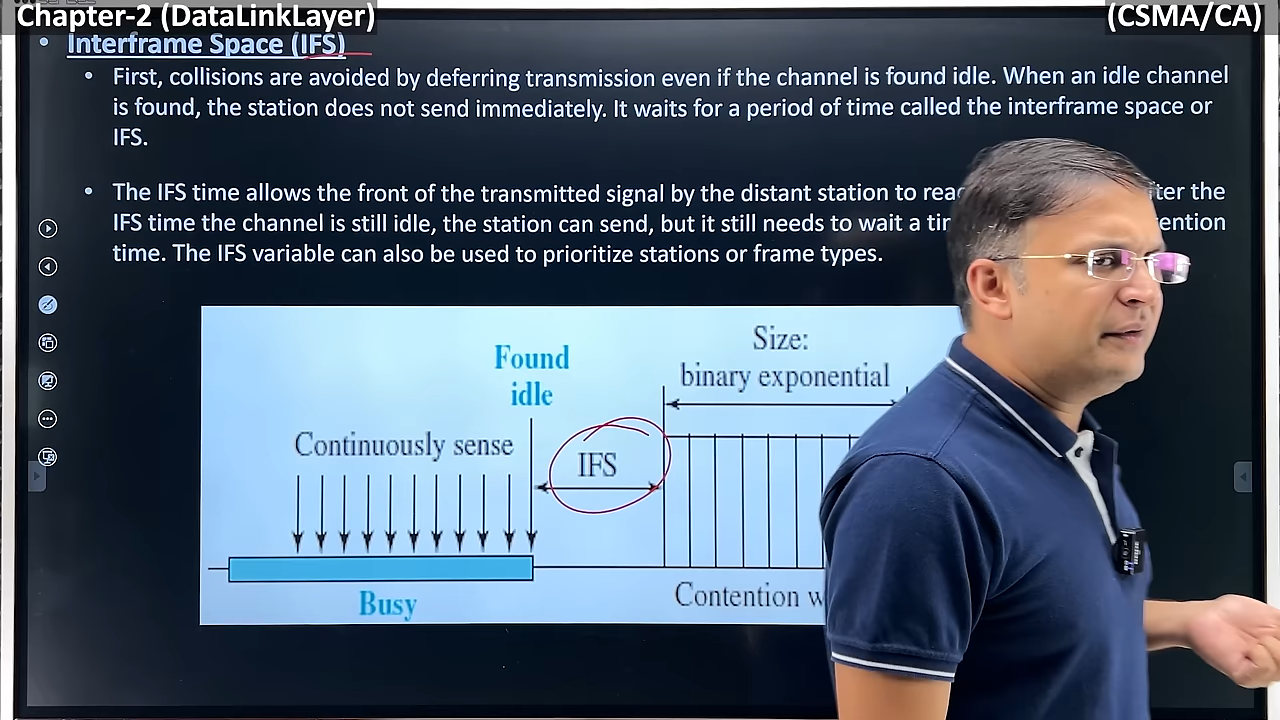 Chapter-2 (DataLinkLayer)
(CSMA/CA)
• Interframe Space (IFS)
• First, collisions are avoided by deferring transmission even if the channel is found idle. When an idle channel
is found, the station does not send immediately. It waits for a period of time called the interframe space or
IFS.
• The IFS time allows the front of the transmitted signal by the distant station to the
IFS time the channel is still idle, the station can send, but it still needs to wait a
time. The IFS variable can also be used to prioritize stations or frame types.
Size:
binary exponential
Found
idle
Continuously sense
IFS
Busy
Contention